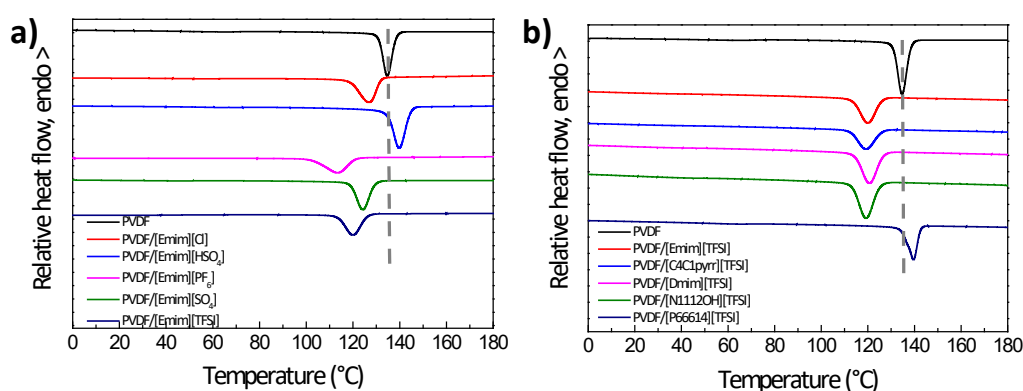 a)
Relative heat flow, endo >
PVDF
PVDF/[Emim][Cl]
PVDF/[Emim][HSO4]
PVDF/[Emim][PF6]
PVDF/[Emim][SO4]
PVDF/[Emim][TFSI]
0 20 40 60 80 100 120 140 160 180
Temperature (°C)
b)
Relative heat flow, endo >
PVDF
PVDF/[Emim][TFSI]
PVDF/[C4C1pyrr][TFSI]
PVDF/[Dmim][TFSI]
PVDF/[N1112OH][TFSI]
PVDF/[P66614][TFSI]
0 20 40 60 80 100 120 140 160 180
Temperature (°C)